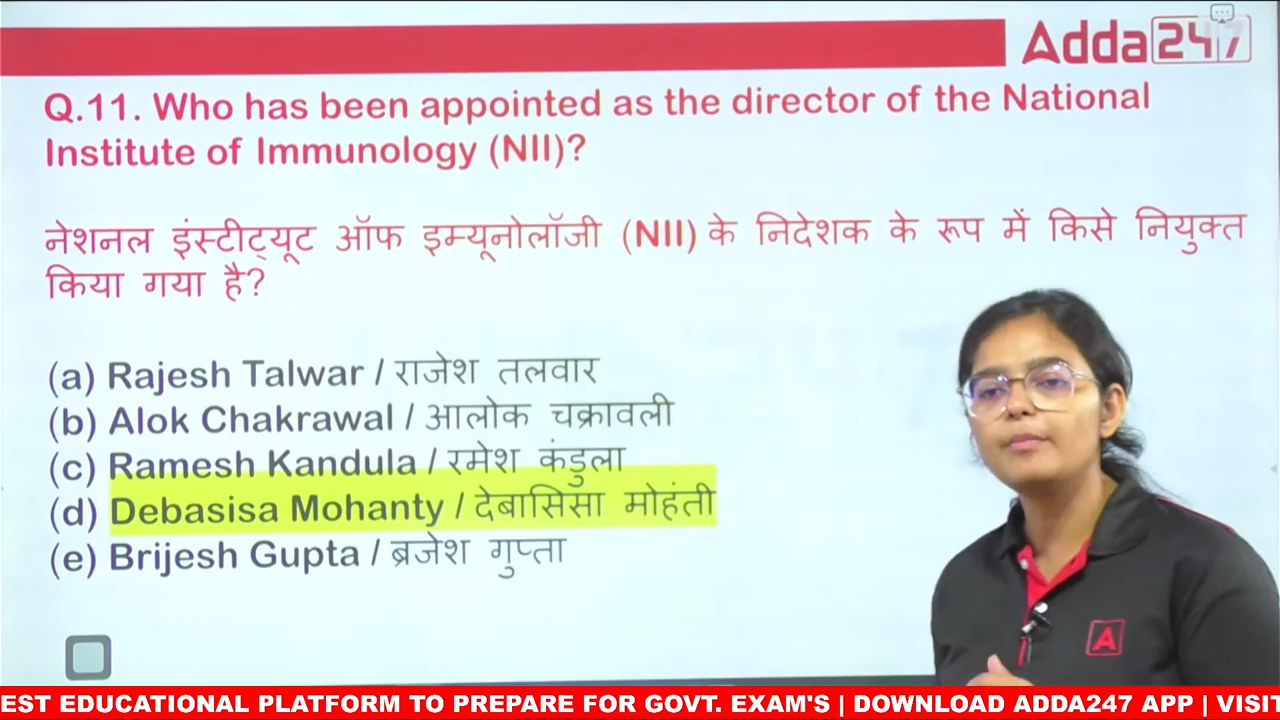 Adda247
Q.11. Who has been appointed as the director of the National
Institute of Immunology (NII)?
नेशनल इंस्टीट्यूट ऑफ इम्यूनोलॉजी (NII) के निदेशक के रूप में किसे नियुक्त
किया गया है?
(a) Rajesh Talwar / राजेश तलवार
(b) Alok Chakrawal / आलोक चक्रावली
(c) Ramesh Kandula / रमेश कंडुला
(d) Debasisa Mohanty / देबासिसा मोहंती
(e) Brijesh Gupta / ब्रजेश गुप्ता
A
EST EDUCATIONAL PLATFORM TO PREPARE FOR GOVT. EXAM'S | DOWNLOAD ADDA247 APP | VISIT